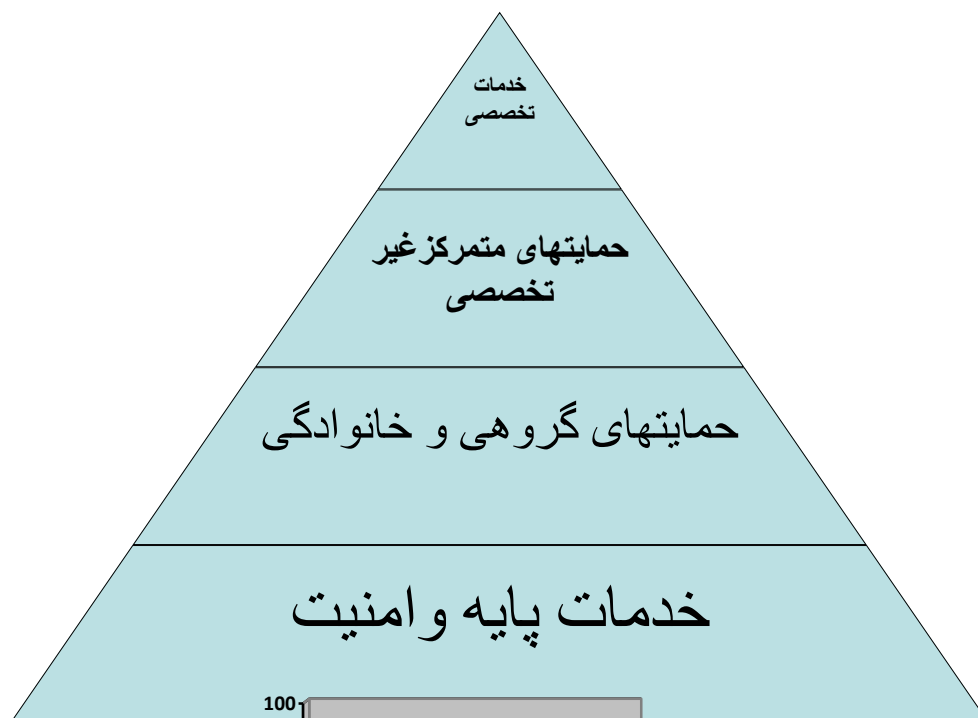 خدمات
تخصصی
حمایتهای متمرکزغیر
تخصصی
حمایتهای گروهی و خانوادگی
خدمات پایه وامنیت
100